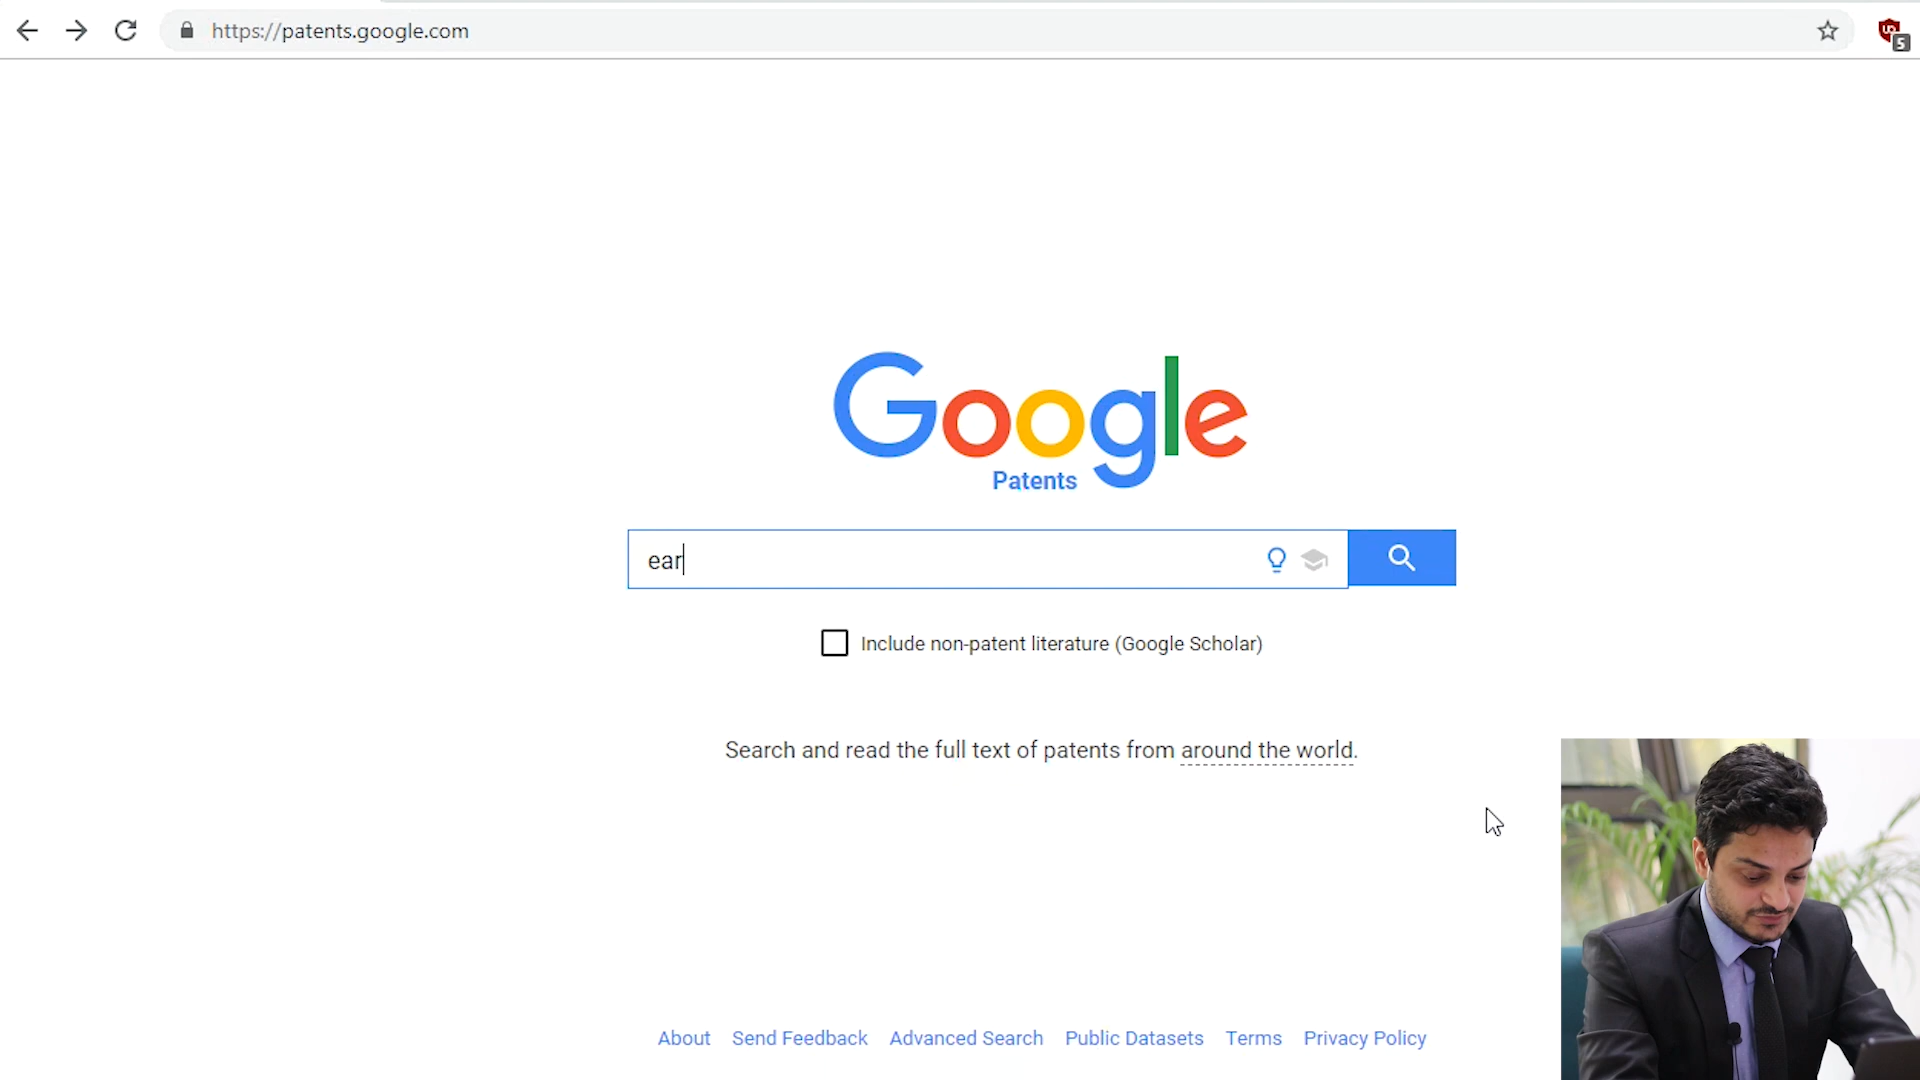 https://patents.google.com
5
Google
Patents
ear
Include non-patent literature (Google Scholar)
Search and read the full text of patents from around the world.
About Send Feedback Advanced Search Public Datasets Terms Privacy Policy